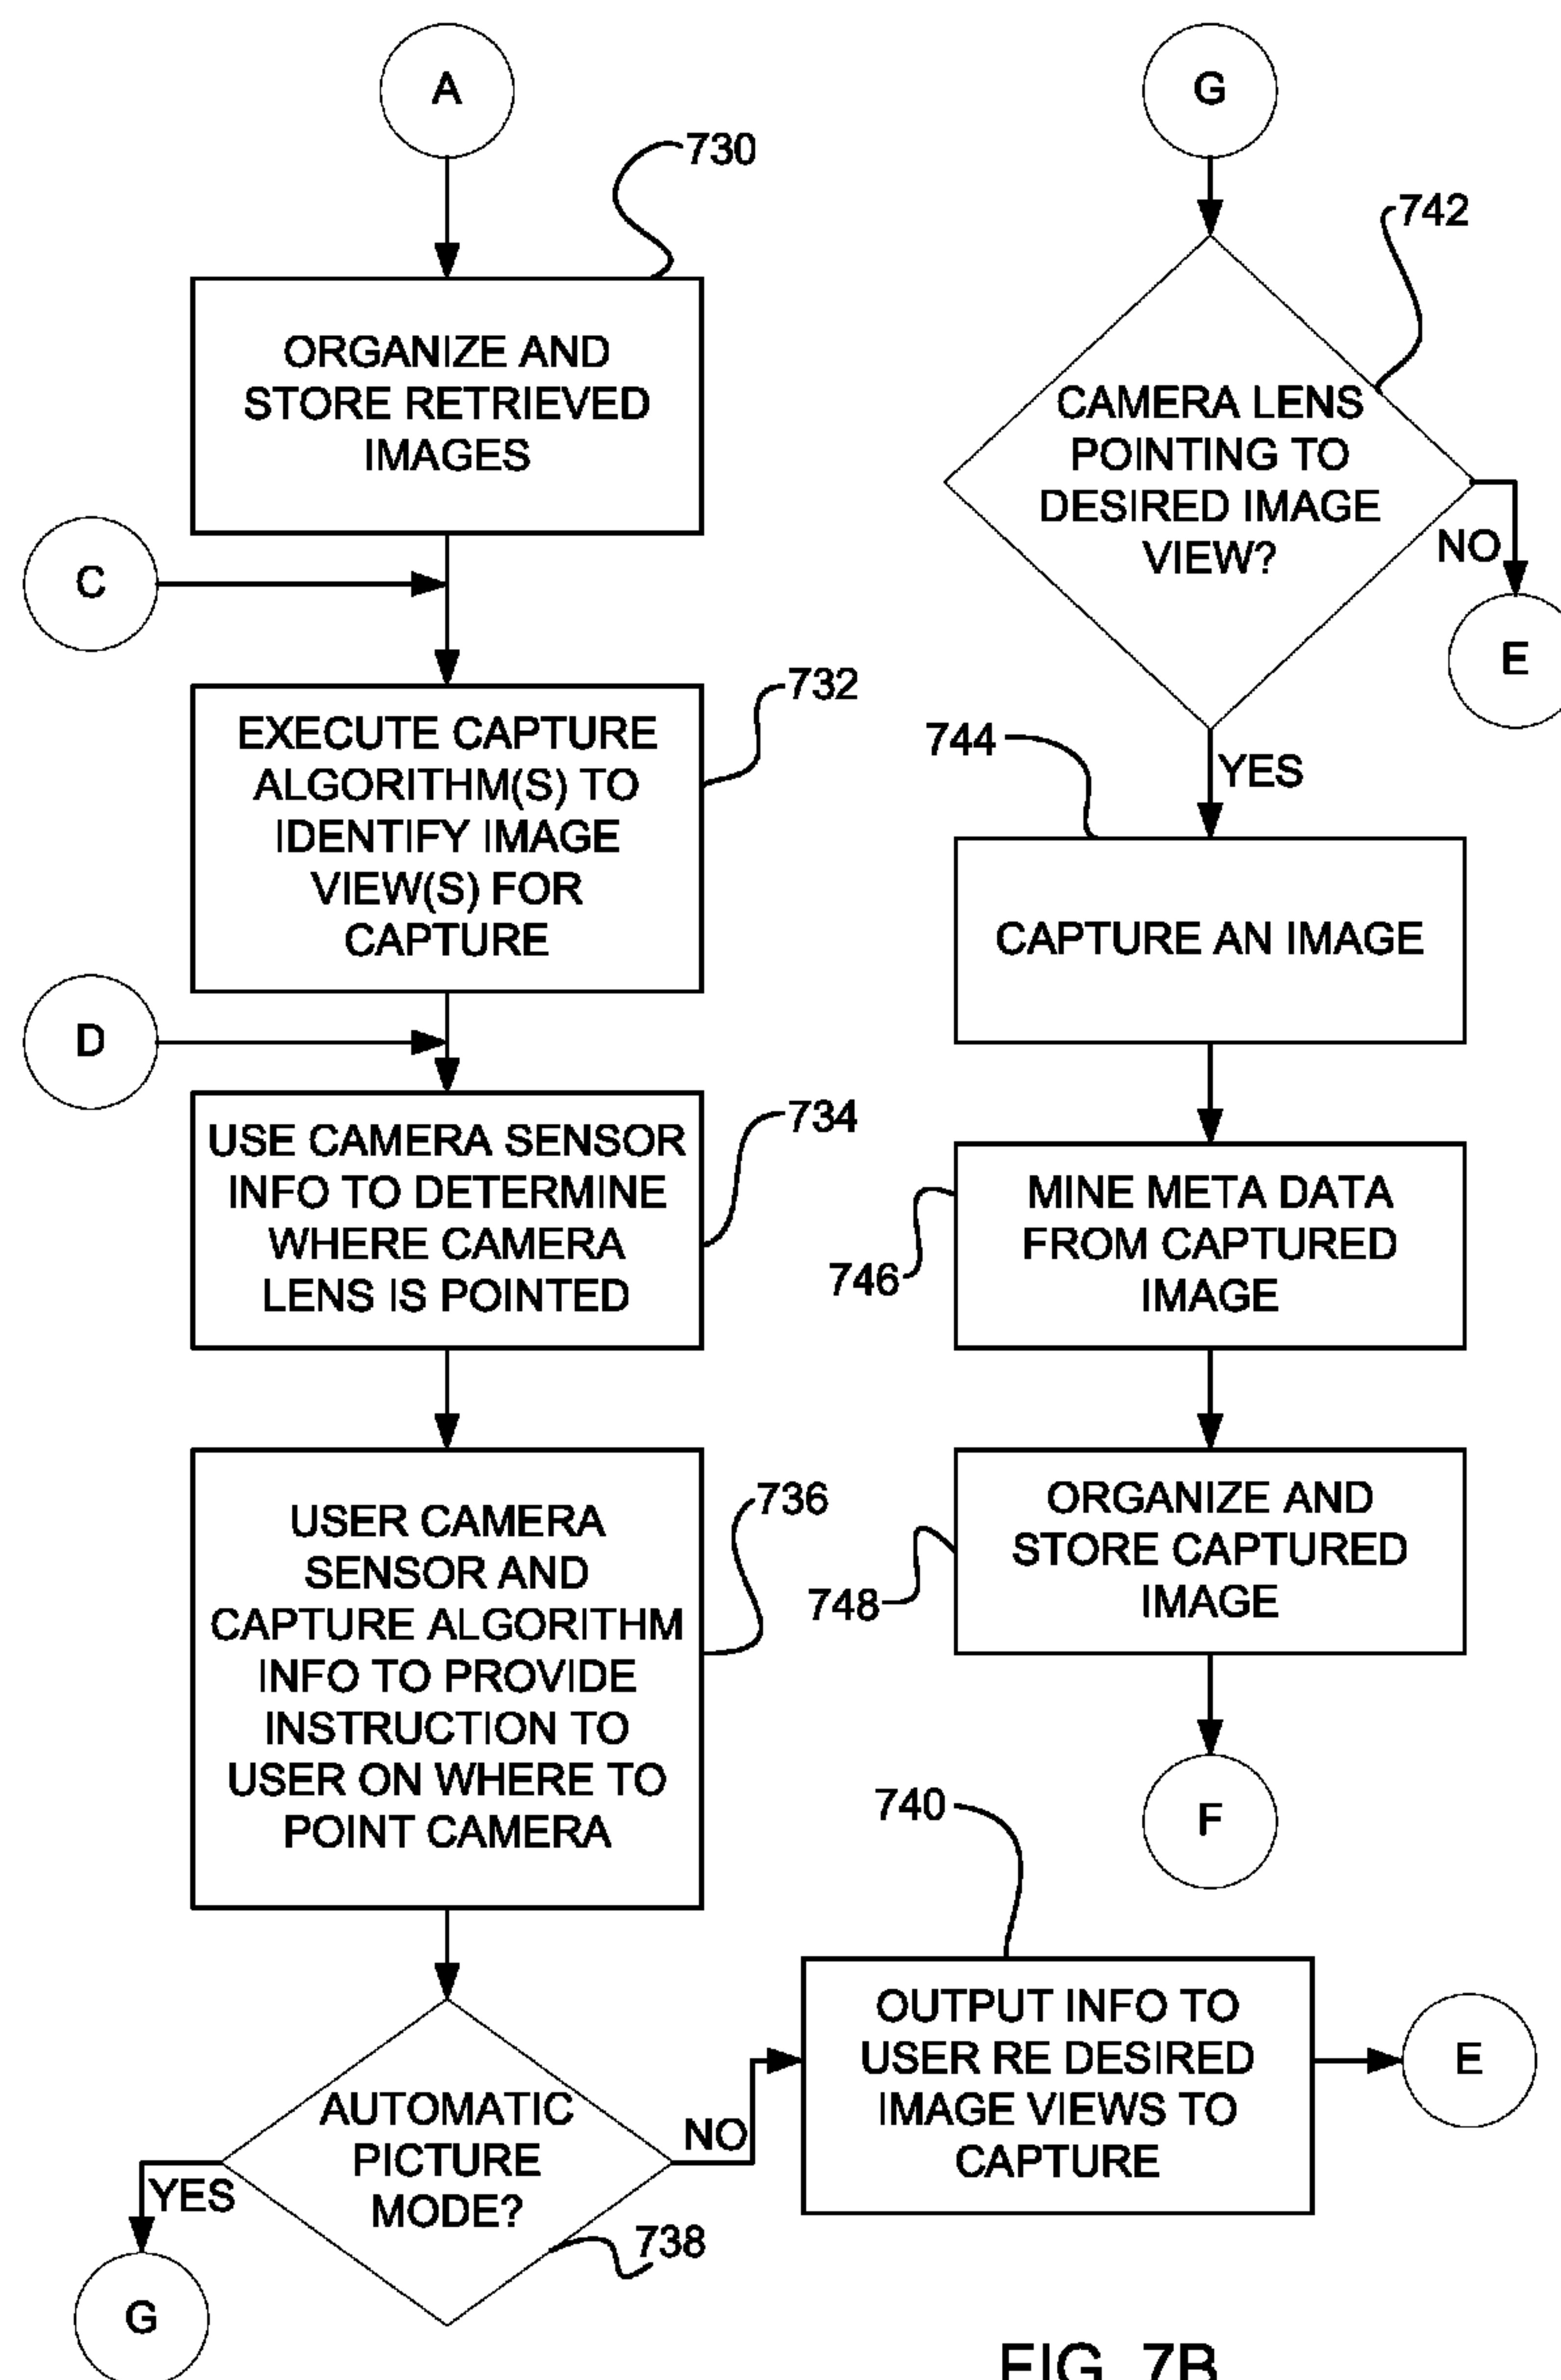 A
730
ORGANIZE AND
STORE RETRIEVED
IMAGES
C
732
EXECUTE CAPTURE
ALGORITHM(S) TO
IDENTIFY IMAGE
VIEW(S) FOR
CAPTURE
D
734
USE CAMERA SENSOR
INFO TO DETERMINE
WHERE CAMERA
LENS IS POINTED
736
USER CAMERA
SENSOR AND
CAPTURE ALGORITHM
INFO TO PROVIDE
INSTRUCTION TO
USER ON WHERE TO
POINT CAMERA
AUTOMATIC
PICTURE
MODE?
738
YES
G
NO
740
OUTPUT INFO TO
USER RE DESIRED
IMAGE VIEWS TO
CAPTURE
E
G
742
CAMERA LENS
POINTING TO
DESIRED IMAGE
VIEW?
NO
E
YES
744
CAPTURE AN IMAGE
746
MINE META DATA
FROM CAPTURED
IMAGE
748
ORGANIZE AND
STORE CAPTURED
IMAGE
F
FIG. 7B